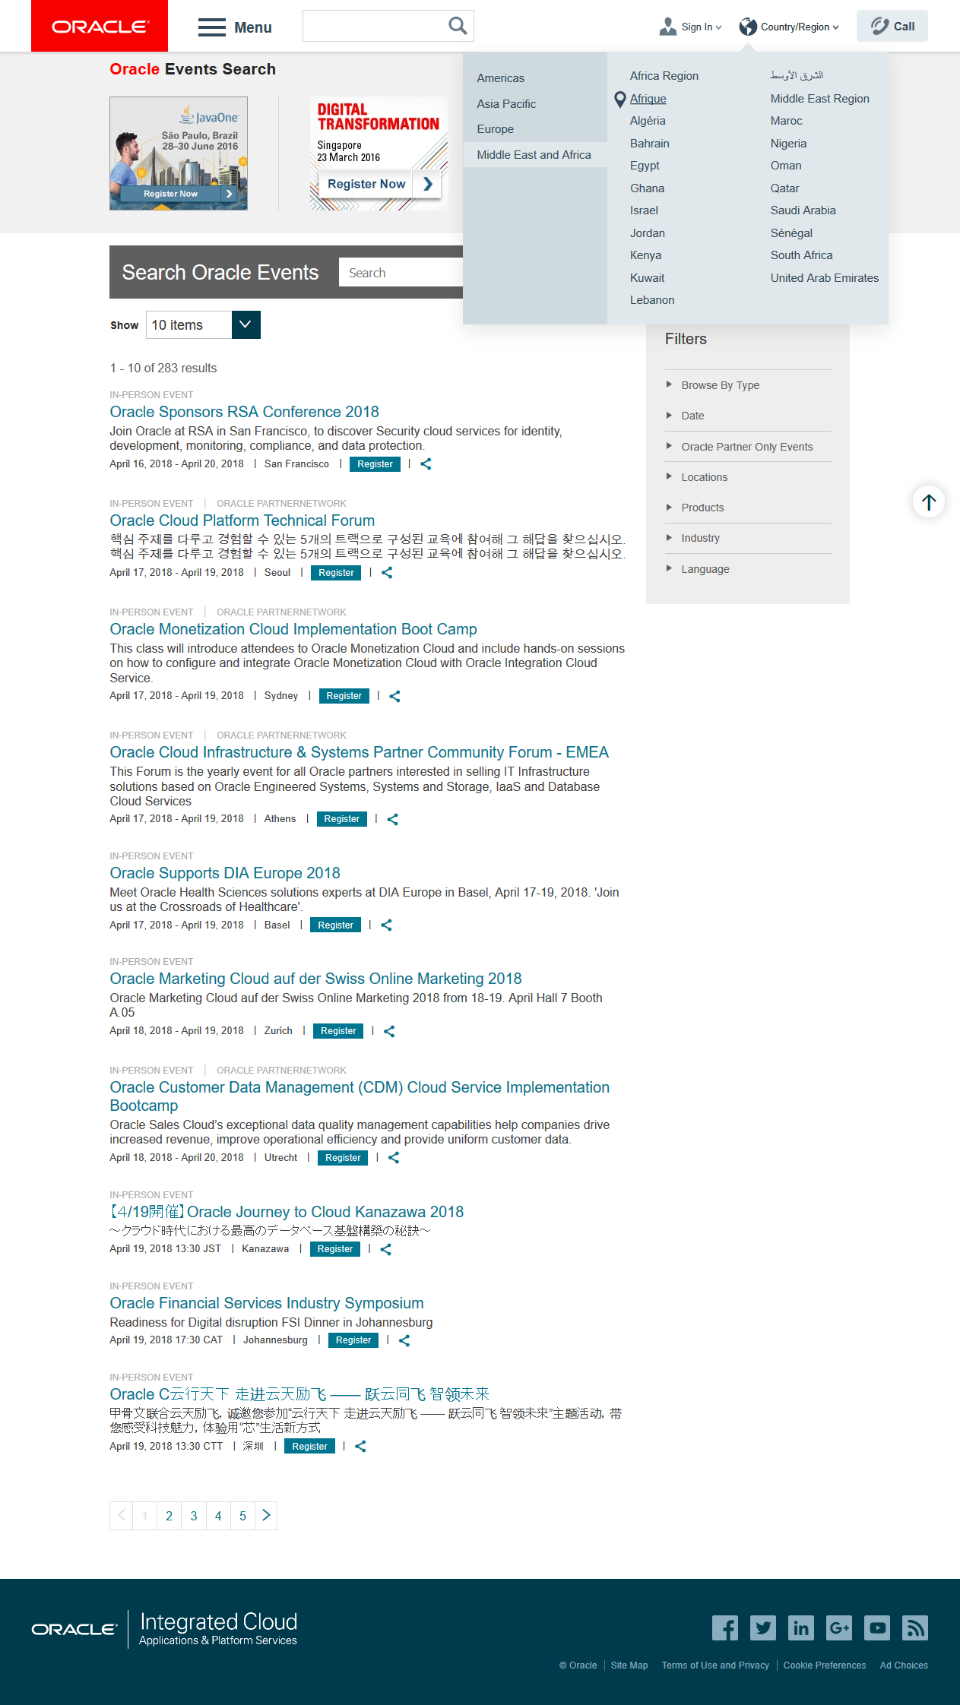 ORACLE
Menu
Sign In
Country/Region
Call
Oracle Events Search
JavaOne
São Paulo, Brazil
28–30 June 2016
Register Now
DIGITAL
TRANSFORMATION
Singapore
23 March 2016
Register Now
Americas
Asia Pacific
Europe
Middle East and Africa
Africa Region
Afrique
Algéria
Bahrain
Egypt
Ghana
Israel
Jordan
Kenya
Kuwait
Lebanon
الشرق الأوسط
Middle East Region
Maroc
Nigeria
Oman
Qatar
Saudi Arabia
Sénégal
South Africa
United Arab Emirates
Search Oracle Events
Search
Show
10 items
1 - 10 of 283 results
IN-PERSON EVENT
Oracle Sponsors RSA Conference 2018
Join Oracle at RSA in San Francisco, to discover Security cloud services for identity,
development, monitoring, compliance, and data protection.
April 16, 2018 - April 20, 2018 | San Francisco | Register |
IN-PERSON EVENT | ORACLE PARTNERNETWORK
Oracle Cloud Platform Technical Forum
핵심 주제를 다루고 경험할 수 있는 5개의 트랙으로 구성된 교육에 참여해 그 해답을 찾으십시오.
핵심 주제를 다루고 경험할 수 있는 5개의 트랙으로 구성된 교육에 참여해 그 해답을 찾으십시오.
April 17, 2018 - April 19, 2018 | Seoul | Register |
IN-PERSON EVENT | ORACLE PARTNERNETWORK
Oracle Monetization Cloud Implementation Boot Camp
This class will introduce attendees to Oracle Monetization Cloud and include hands-on sessions
on how to configure and integrate Oracle Monetization Cloud with Oracle Integration Cloud
Service.
April 17, 2018 - April 19, 2018 | Sydney | Register |
IN-PERSON EVENT | ORACLE PARTNERNETWORK
Oracle Cloud Infrastructure & Systems Partner Community Forum - EMEA
This Forum is the yearly event for all Oracle partners interested in selling IT Infrastructure
solutions based on Oracle Engineered Systems, Systems and Storage, IaaS and Database
Cloud Services
April 17, 2018 - April 19, 2018 | Athens | Register |
IN-PERSON EVENT
Oracle Supports DIA Europe 2018
Meet Oracle Health Sciences solutions experts at DIA Europe in Basel, April 17-19, 2018. 'Join
us at the Crossroads of Healthcare'.
April 17, 2018 - April 19, 2018 | Basel | Register |
IN-PERSON EVENT
Oracle Marketing Cloud auf der Swiss Online Marketing 2018
Oracle Marketing Cloud auf der Swiss Online Marketing 2018 from 18-19. April Hall 7 Booth
A.05
April 18, 2018 - April 19, 2018 | Zurich | Register |
IN-PERSON EVENT | ORACLE PARTNERNETWORK
Oracle Customer Data Management (CDM) Cloud Service Implementation
Bootcamp
Oracle Sales Cloud's exceptional data quality management capabilities help companies drive
increased revenue, improve operational efficiency and provide uniform customer data.
April 18, 2018 - April 20, 2018 | Utrecht | Register |
IN-PERSON EVENT
【4/19開催】Oracle Journey to Cloud Kanazawa 2018
～クラウド時代における最高のデータベース基盤構築の秘訣～
April 19, 2018 13:30 JST | Kanazawa | Register |
IN-PERSON EVENT
Oracle Financial Services Industry Symposium
Readiness for Digital disruption FSI Dinner in Johannesburg
April 19, 2018 17:30 CAT | Johannesburg | Register |
IN-PERSON EVENT
Oracle C云行天下 走进云天励飞 —— 跃云同飞 智领未来
甲骨文联合云天励飞，诚邀您参加“云行天下 走进云天励飞 —— 跃云同飞 智领未来”主题活动，带
您感受科技魅力，体验用“芯”生活新方式
April 19, 2018 13:30 CTT | 深圳 | Register |
Filters
Browse By Type
Date
Oracle Partner Only Events
Locations
Products
Industry
Language
1 2 3 4 5
ORACLE
Integrated Cloud
Applications & Platform Services
© Oracle | Site Map Terms of Use and Privacy | Cookie Preferences Ad Choices